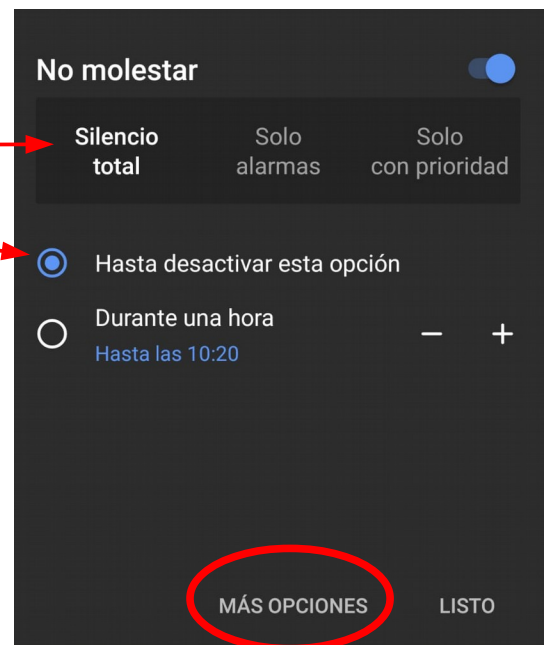 No molestar
Silencio
total
Solo
alarmas
Solo
con prioridad
Hasta desactivar esta opción
Durante una hora
Hasta las 10:20
MÁS OPCIONES
LISTO